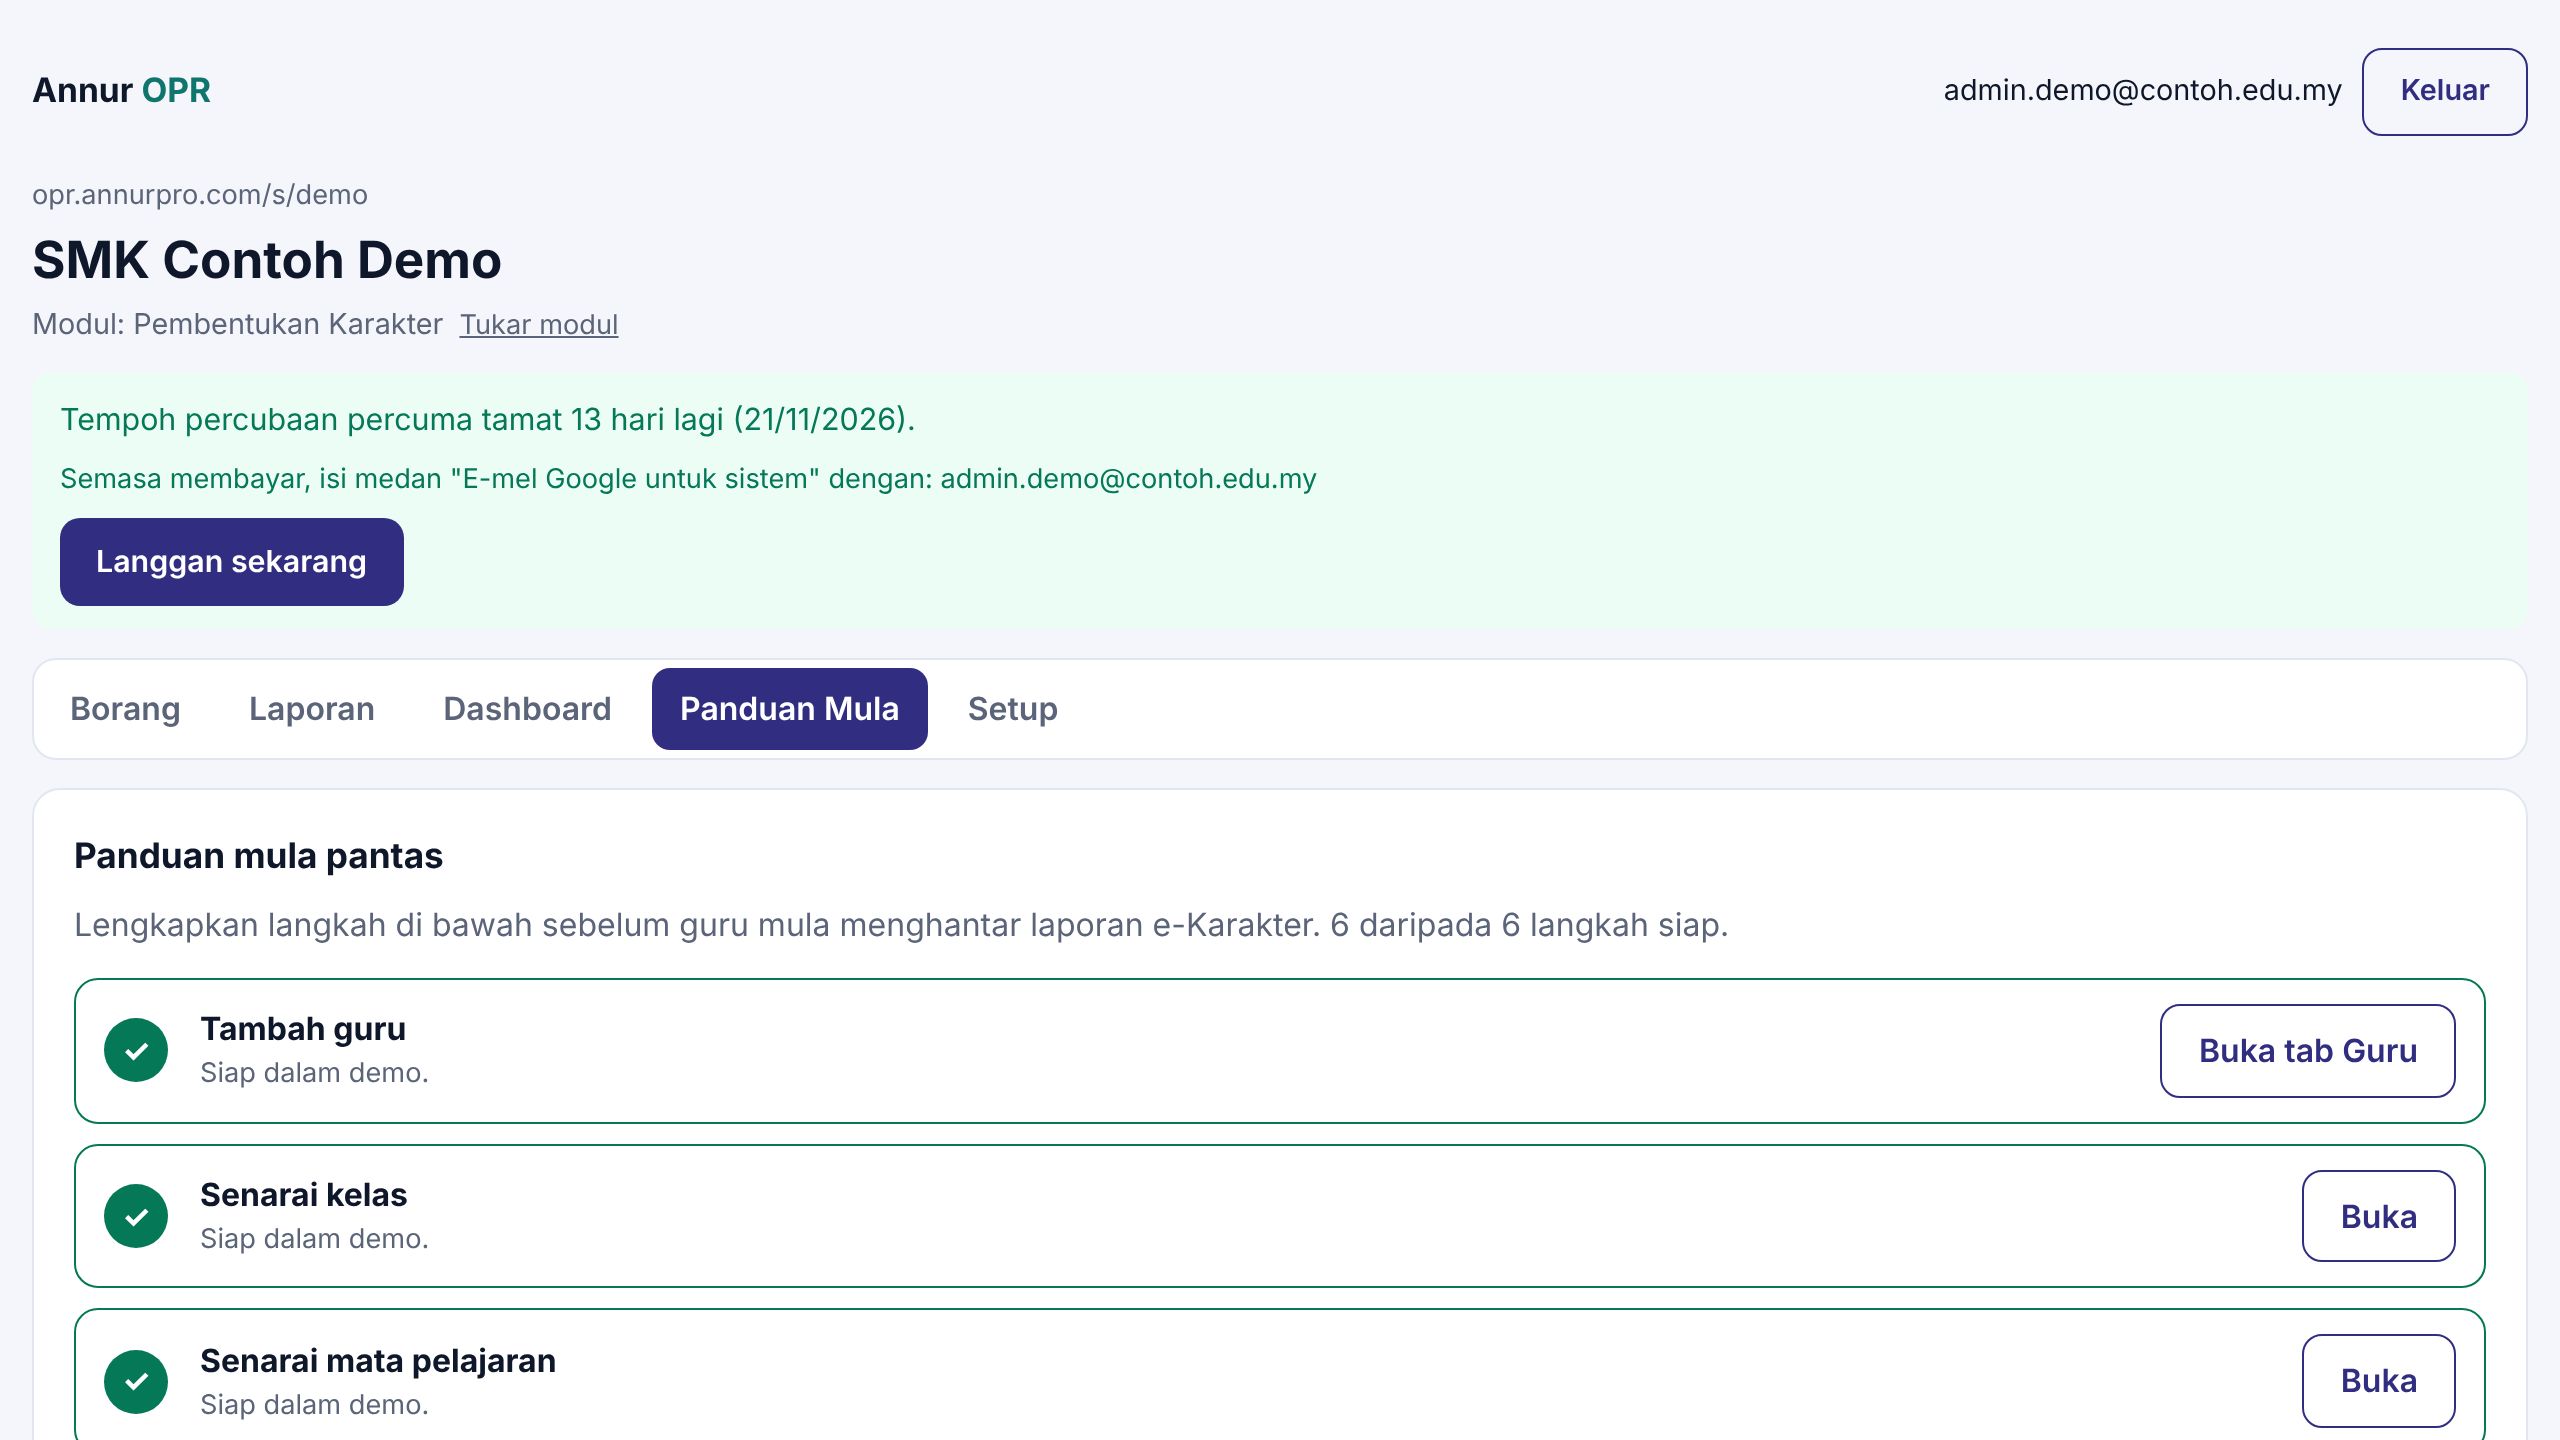 Annur OPR
admin.demo@contoh.edu.my
Keluar
opr.annurpro.com/s/demo
SMK Contoh Demo
Modul: Pembentukan Karakter Tukar modul
Tempoh percubaan percuma tamat 13 hari lagi (21/11/2026).
Semasa membayar, isi medan "E-mel Google untuk sistem" dengan: admin.demo@contoh.edu.my
Langgan sekarang
Borang Laporan Dashboard Panduan Mula Setup
Panduan mula pantas
Lengkapkan langkah di bawah sebelum guru mula menghantar laporan e-Karakter. 6 daripada 6 langkah siap.
Tambah guru
Siap dalam demo.
Buka tab Guru
Senarai kelas
Siap dalam demo.
Buka
Senarai mata pelajaran
Siap dalam demo.
Buka